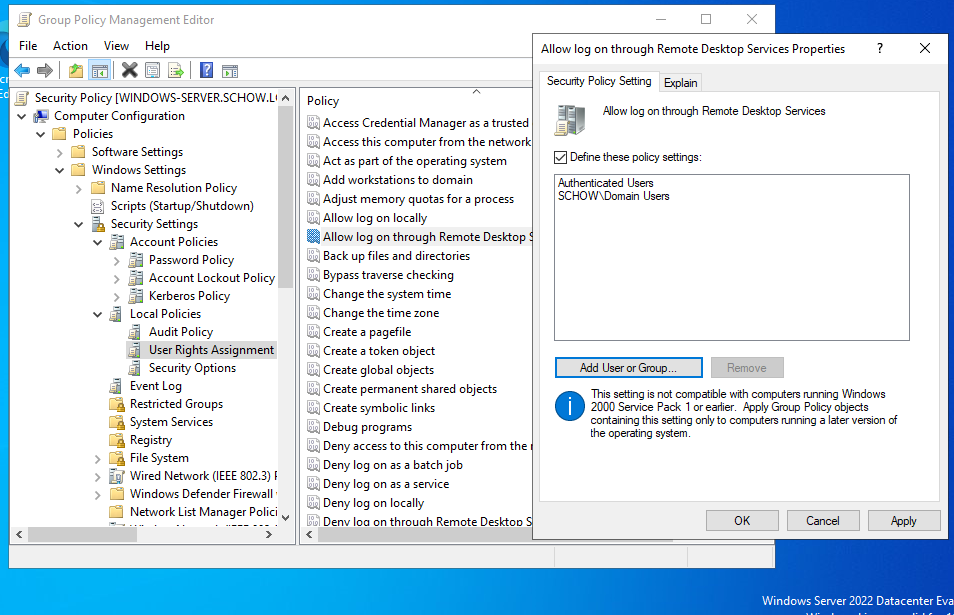 Group Policy Management Editor
File Action View Help
Security Policy [WINDOWS-SERVER.SCHOW.L
Computer Configuration
Policies
Software Settings
Windows Settings
Name Resolution Policy
Scripts (Startup/Shutdown)
Security Settings
Account Policies
Password Policy
Account Lockout Policy
Kerberos Policy
Local Policies
Audit Policy
User Rights Assignment
Security Options
Event Log
Restricted Groups
System Services
Registry
File System
Wired Network (IEEE 802.3) P
Windows Defender Firewall
Network List Manager Polici
Policy
Access Credential Manager as a trusted
Access this computer from the network
Act as part of the operating system
Add workstations to domain
Adjust memory quotas for a process
Allow log on locally
Allow log on through Remote Desktop S
Back up files and directories
Bypass traverse checking
Change the system time
Change the time zone
Create a pagefile
Create a token object
Create global objects
Create permanent shared objects
Create symbolic links
Debug programs
Deny access to this computer from the
Deny log on as a batch job
Deny log on as a service
Deny log on locally
Deny log on through Remote Desktop S
Allow log on through Remote Desktop Services Properties
?
Security Policy Setting Explain
Allow log on through Remote Desktop Services
Define these policy settings:
Authenticated Users
SCHOW\Domain Users
Add User or Group... Remove
This setting is not compatible with computers running Windows
2000 Service Pack 1 or earlier. Apply Group Policy objects
containing this setting only to computers running a later version of
the operating system.
OK Cancel Apply
Windows Server 2022 Datacenter Eva